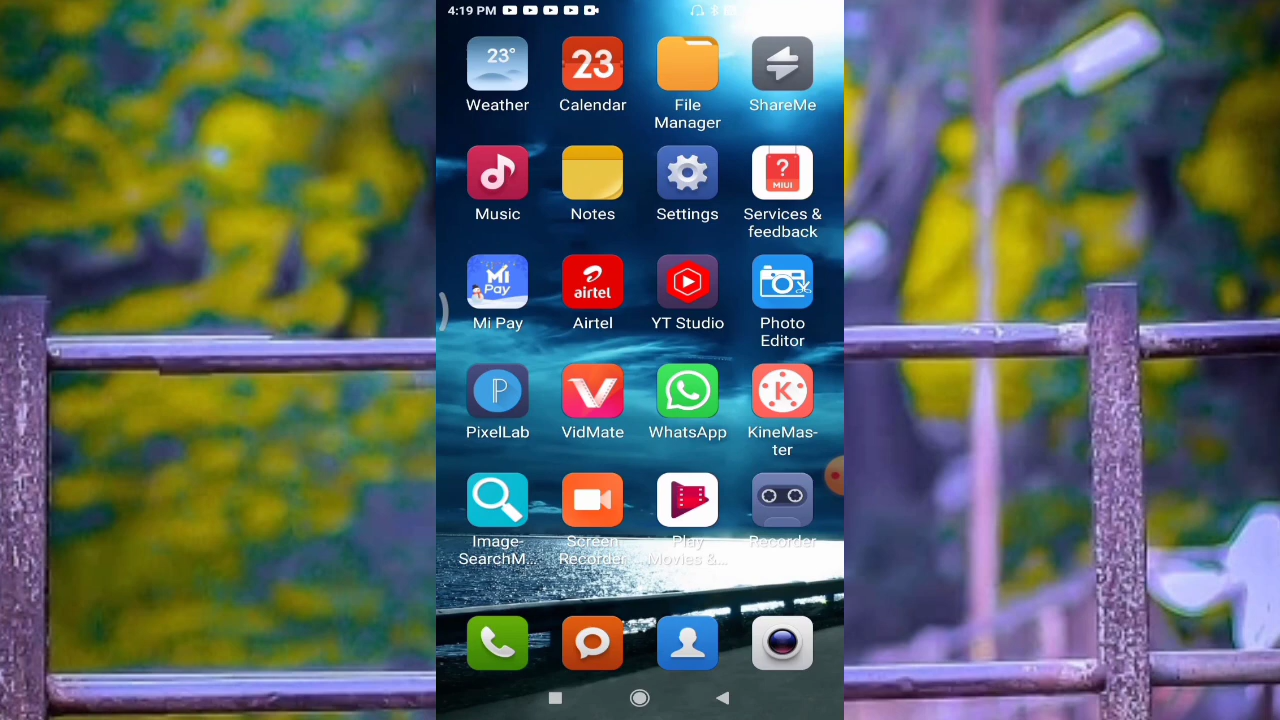 4:19 PM
23°
23
Weather
Calendar
File
Manager
ShareMe
?
MIUI
Music
Notes
Settings
Services &
feedback
Mi
Pay
airtel
Mi Pay
Airtel
YT Studio
Photo
Editor
P
V
K
PixelLab
VidMate
WhatsApp
KineMas-
ter
Image-
SearchM...
Screen
Recorder
Play
Movies &...
Recorder